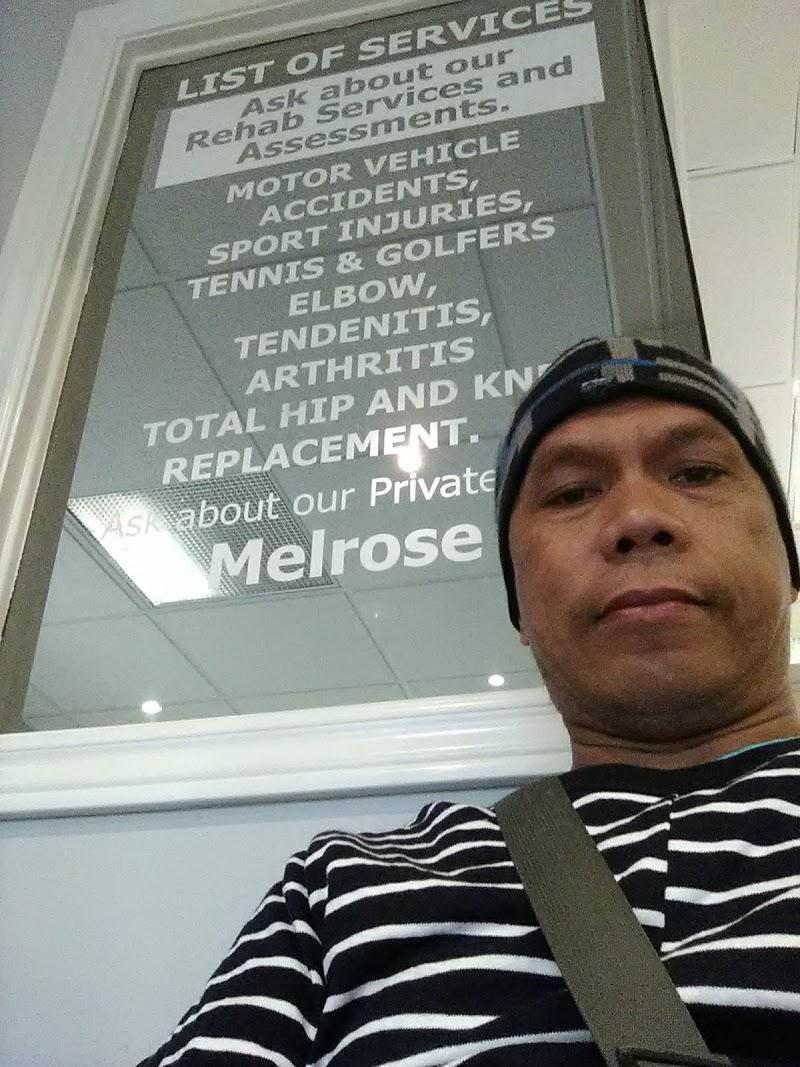 LIST OF SERVICES
Ask about our
Rehab Services and
Assessments.
MOTOR VEHICLE
ACCIDENTS,
SPORT INJURIES,
TENNIS & GOLFERS
ELBOW,
TENDENITIS,
ARTHRITIS
TOTAL HIP AND
REPLACEMENT.
Ask about our Private
Melrose